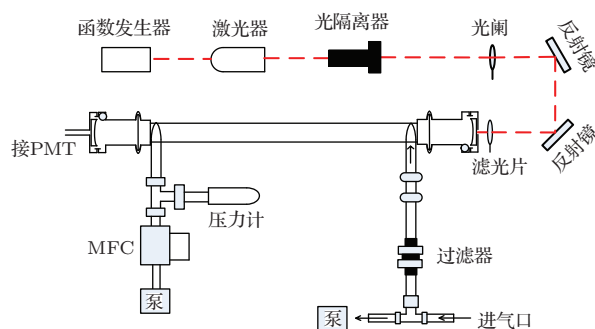 函数发生器
激光器
光隔离器
光阑
反射镜
接PMT
滤光片
反射镜
压力计
MFC
过滤器
泵
泵
进气口